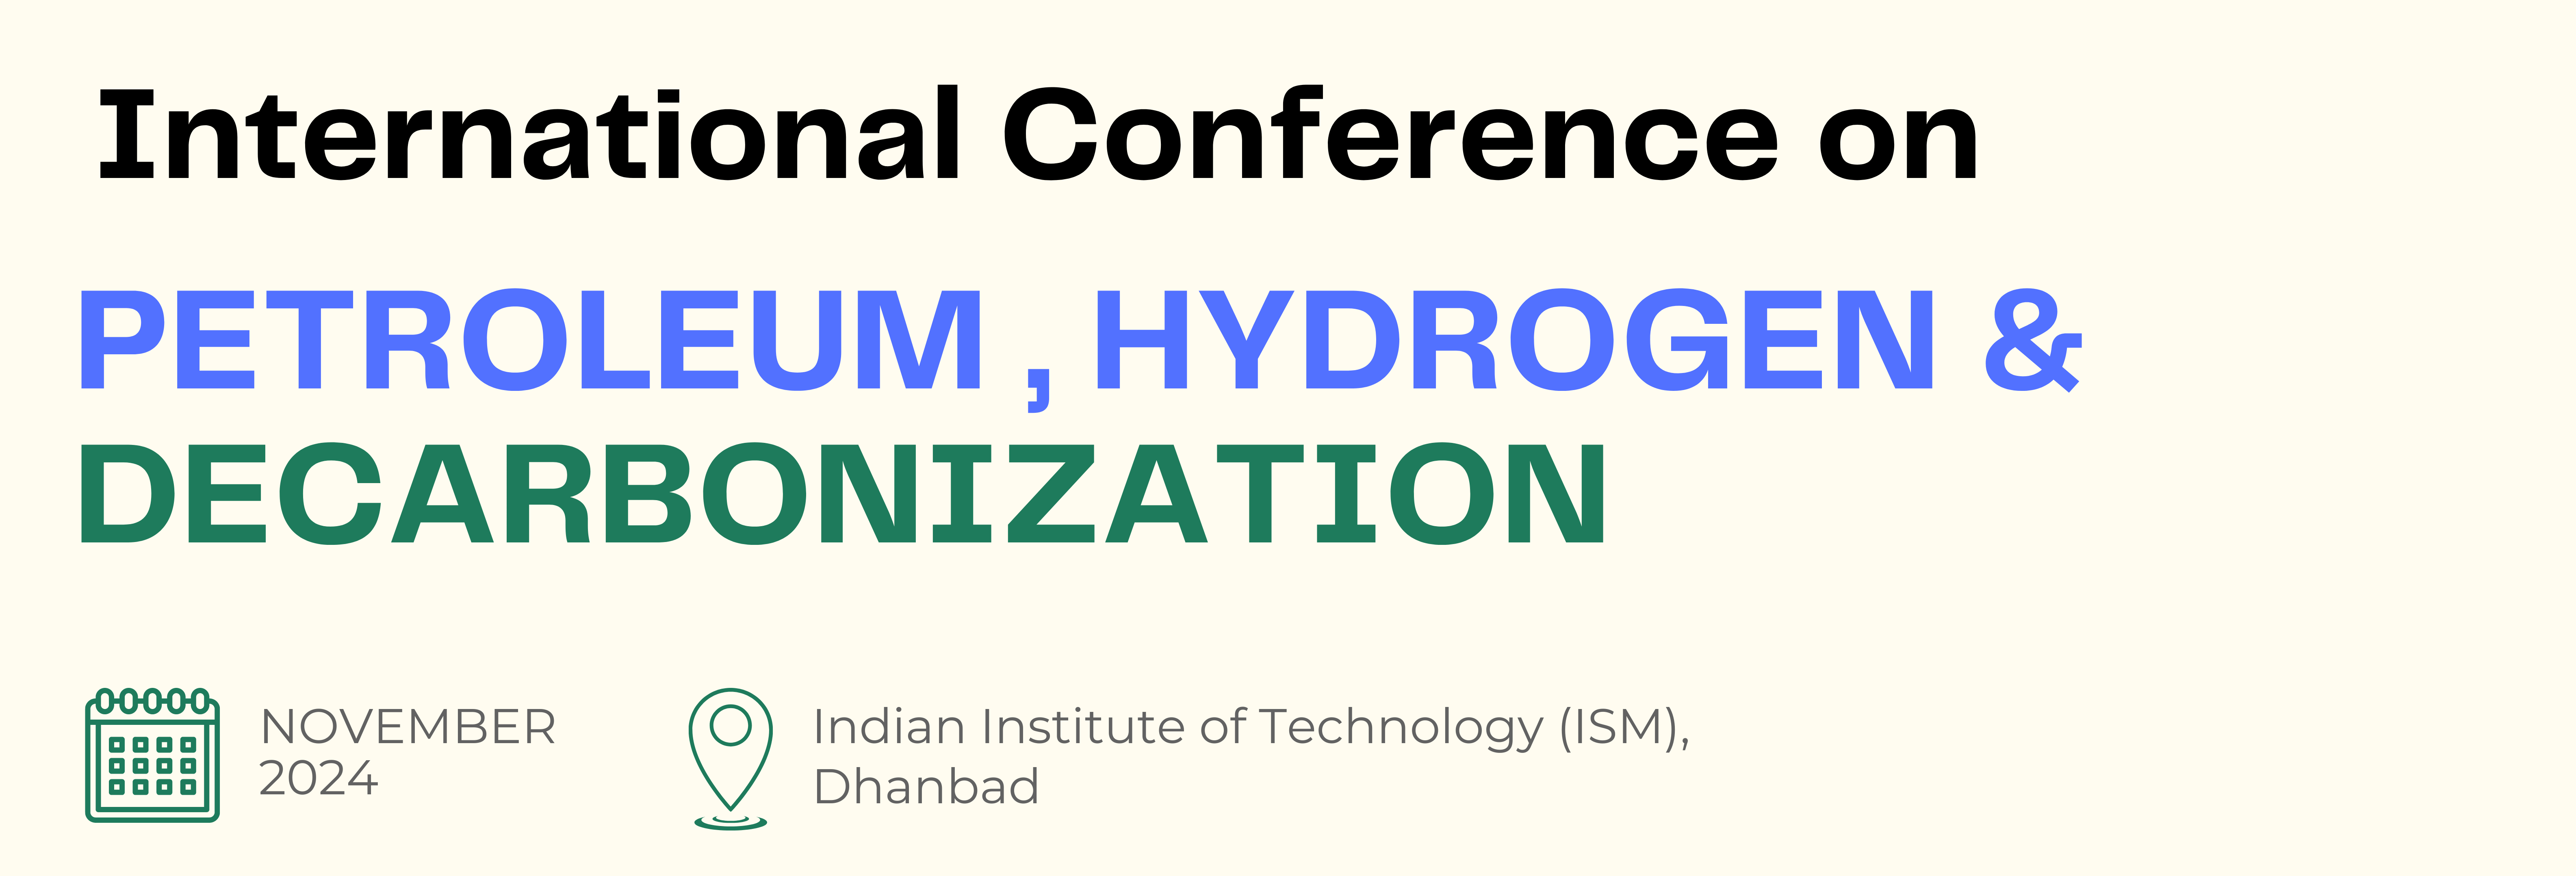 International Conference on
PETROLEUM , HYDROGEN &
DECARBONIZATION
NOVEMBER
2024
Indian Institute of Technology (ISM),
Dhanbad